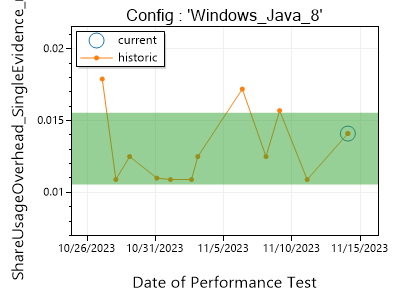 Config : 'Windows_Java_8'
current
historic
0.02
0.015
0.01
ShareUsageOverhead_SingleEvidence_
10/26/2023
10/31/2023
11/5/2023
11/10/2023
11/15/2023
Date of Performance Test